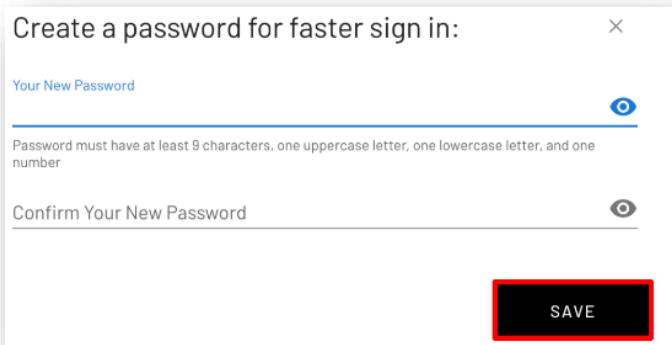 Create a password for faster sign in:
Your New Password
Password must have at least 9 characters, one uppercase letter, one lowercase letter, and one
number
Confirm Your New Password
SAVE